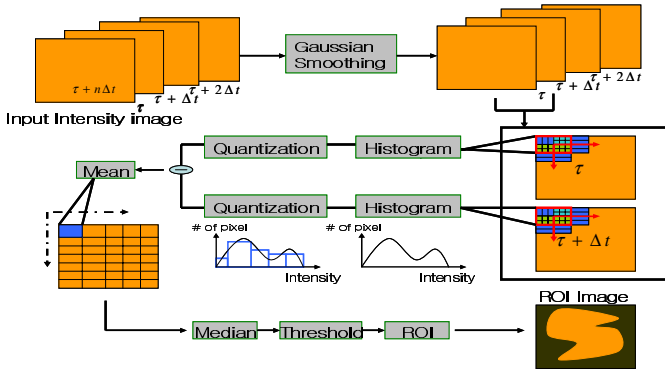 τ + nΔt
τ
τ + Δt
τ + 2Δt
Input Intensity image
Gaussian
Smoothing
τ
τ + Δt
τ + 2Δt
Quantization
Histogram
Mean
−
Quantization
Histogram
τ
τ + Δt
# of pixel
Intensity
# of pixel
Intensity
ROI Image
Median
Threshold
ROI